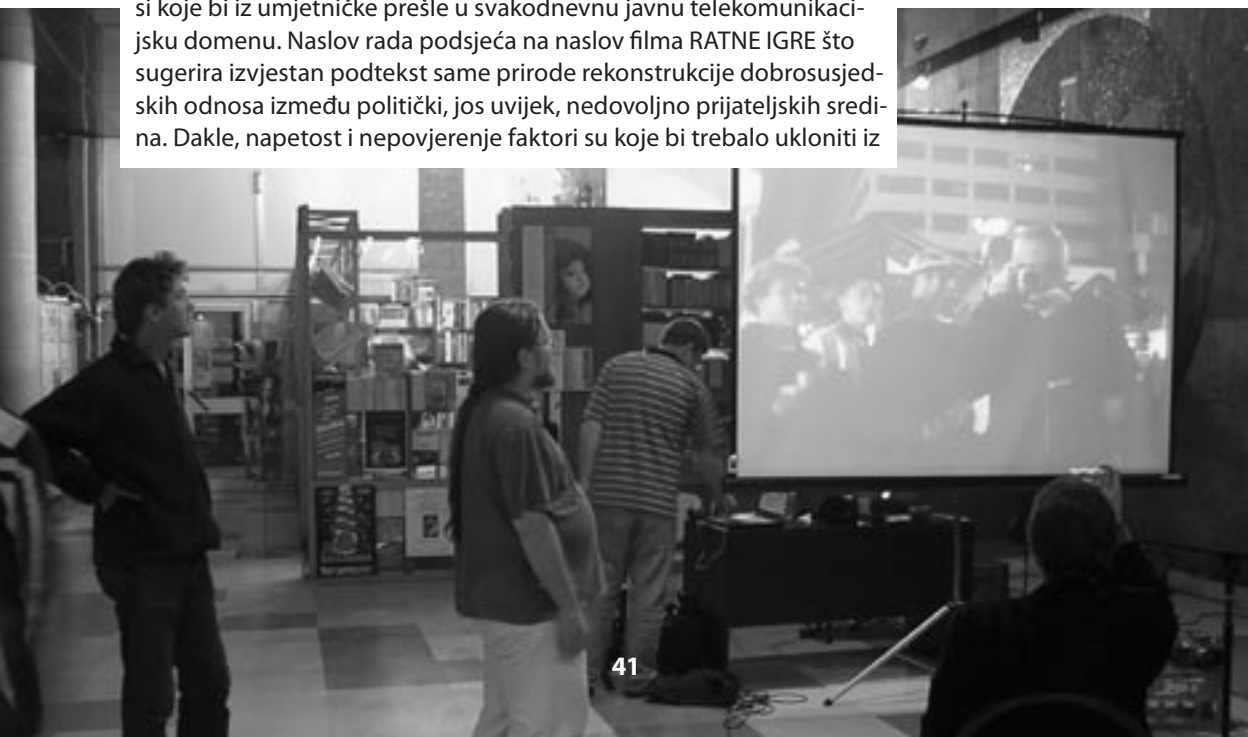 si koje bi iz umjetničke prešle u svakodnevnu javnu telekomunikaci-
jsku domenu. Naslov rada podsjeća na naslov filma RATNE IGRE što
sugerira izvjestan podtekst same prirode rekonstrukcije dobrosusjed-
skih odnosa između politički, jos uvijek, nedovoljno prijateljskih sredi-
na. Dakle, napetost i nepovjerenje faktori su koje bi trebalo ukloniti iz
41